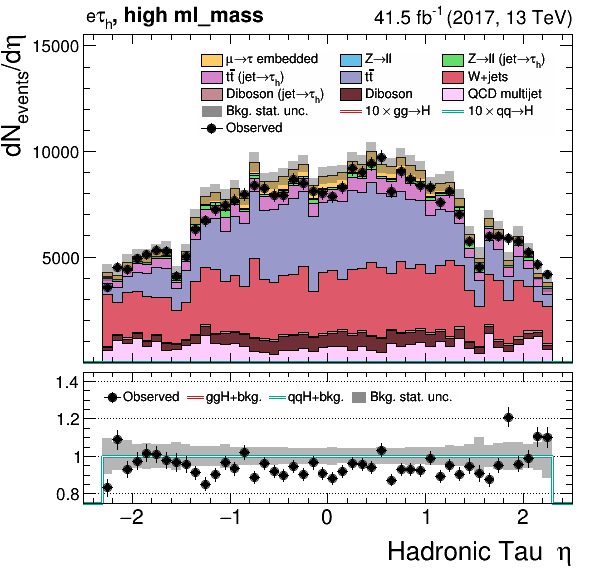 eτh, high ml_mass 41.5 fb-1 (2017, 13 TeV)
dNevents/dη
15000
10000
5000
μ→τ embedded Z→ll Z→ll (jet→τh)
tt̄ (jet→τh) tt̄ W+jets
Diboson (jet→τh) Diboson QCD multijet
Bkg. stat. unc. 10 × gg→H 10 × qq→H
Observed
1.4
1.2
1
0.8
Observed ggH+bkg. qqH+bkg. Bkg. stat. unc.
−2 −1 0 1 2
Hadronic Tau η